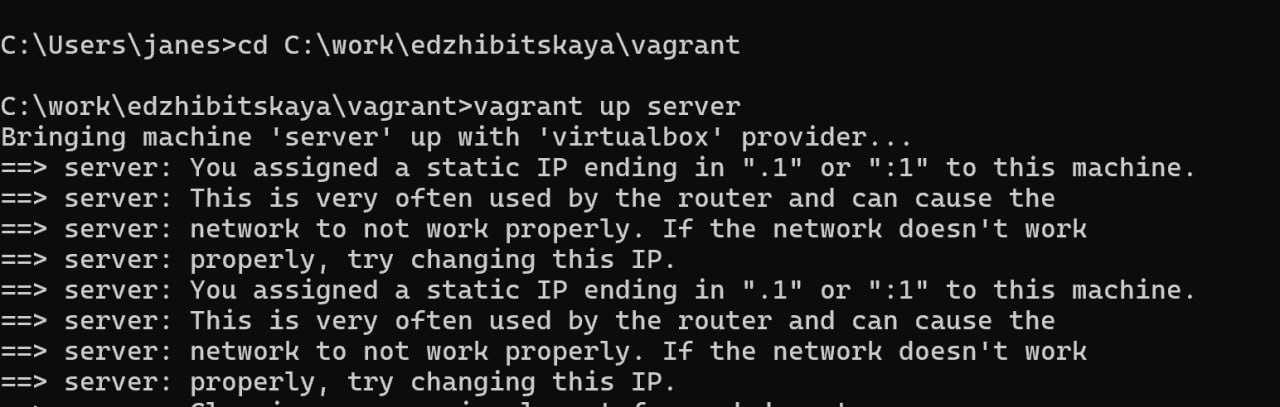 C:\Users\janes>cd C:\work\edzhibitskaya\vagrant
C:\work\edzhibitskaya\vagrant>vagrant up server
Bringing machine 'server' up with 'virtualbox' provider...
==> server: You assigned a static IP ending in ".1" or ":1" to this machine.
==> server: This is very often used by the router and can cause the
==> server: network to not work properly. If the network doesn't work
==> server: properly, try changing this IP.
==> server: You assigned a static IP ending in ".1" or ":1" to this machine.
==> server: This is very often used by the router and can cause the
==> server: network to not work properly. If the network doesn't work
==> server: properly, try changing this IP.